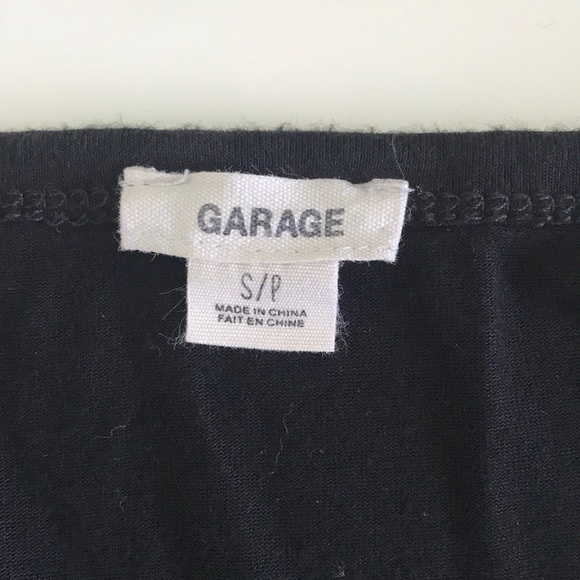 GARAGE
S/P
MADE IN CHINA
FAIT EN CHINE